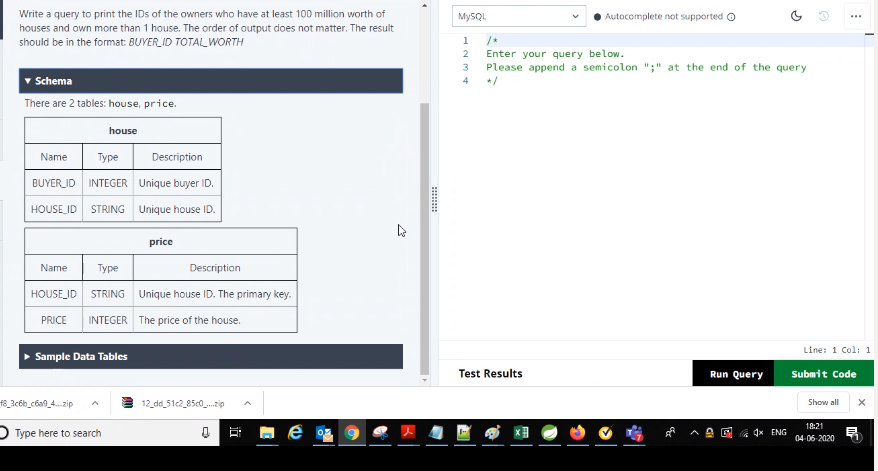 Write a query to print the IDs of the owners who have at least 100 million worth of
houses and own more than 1 house. The order of output does not matter. The result
should be in the format: BUYER_ID TOTAL_WORTH
▼ Schema
There are 2 tables: house, price.
house
Name Type Description
BUYER_ID INTEGER Unique buyer ID.
HOUSE_ID STRING Unique house ID.
price
Name Type Description
HOUSE_ID STRING Unique house ID. The primary key.
PRICE INTEGER The price of the house.
▶ Sample Data Tables
MySQL
Autocomplete not supported
1 /*
2 Enter your query below.
3 Please append a semicolon ";" at the end of the query
4 */
Line: 1 Col: 1
Test Results
Run Query
Submit Code
f8_3c6b_c6a9_4....zip
12_dd_51c2_85c0_....zip
Show all
Type here to search
7
ENG
18:21
04-06-2020
1